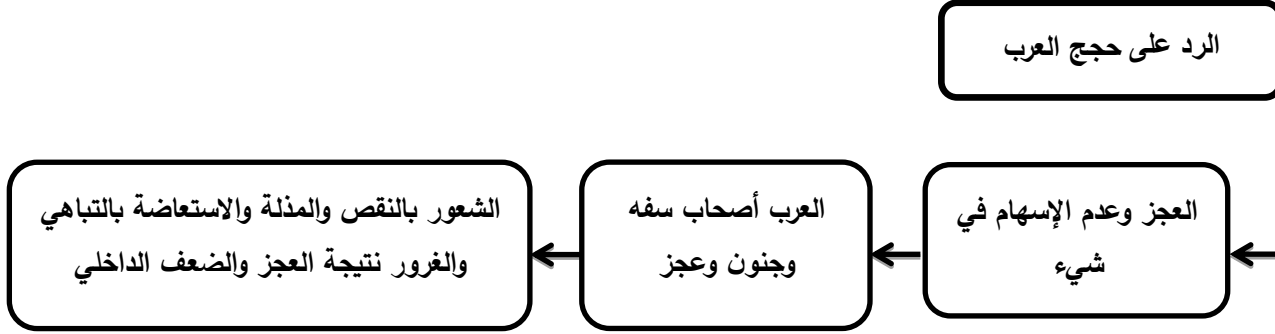 الرد على حجج العرب
العجز وعدم الإسهام في
شيء
العرب أصحاب سفه
وجنون وعجز
الشعور بالنقص والمذلة والاستعاضة بالتباهي
والغرور نتيجة العجز والضعف الداخلي